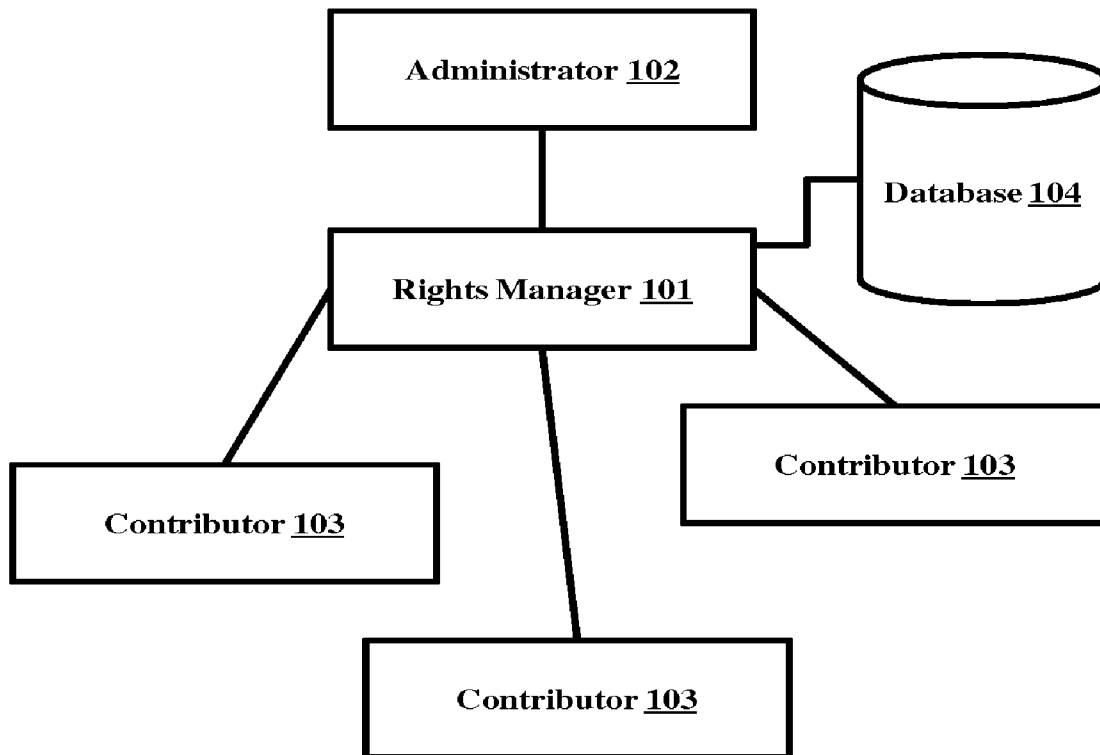 Administrator 102
Database 104
Rights Manager 101
Contributor 103
Contributor 103
Contributor 103